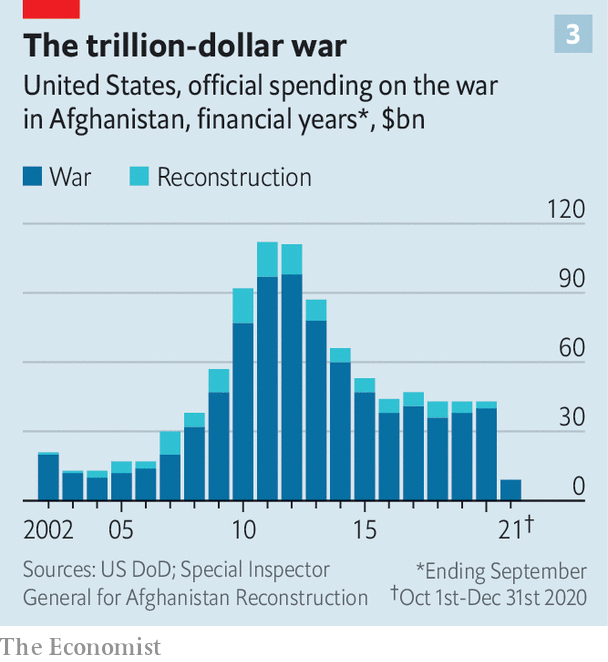 The trillion-dollar war
3
United States, official spending on the war
in Afghanistan, financial years*, $bn
War
Reconstruction
120
90
60
30
0
2002 05 10 15 21†
Sources: US DoD; Special Inspector
General for Afghanistan Reconstruction
*Ending September
†Oct 1st-Dec 31st 2020
The Economist